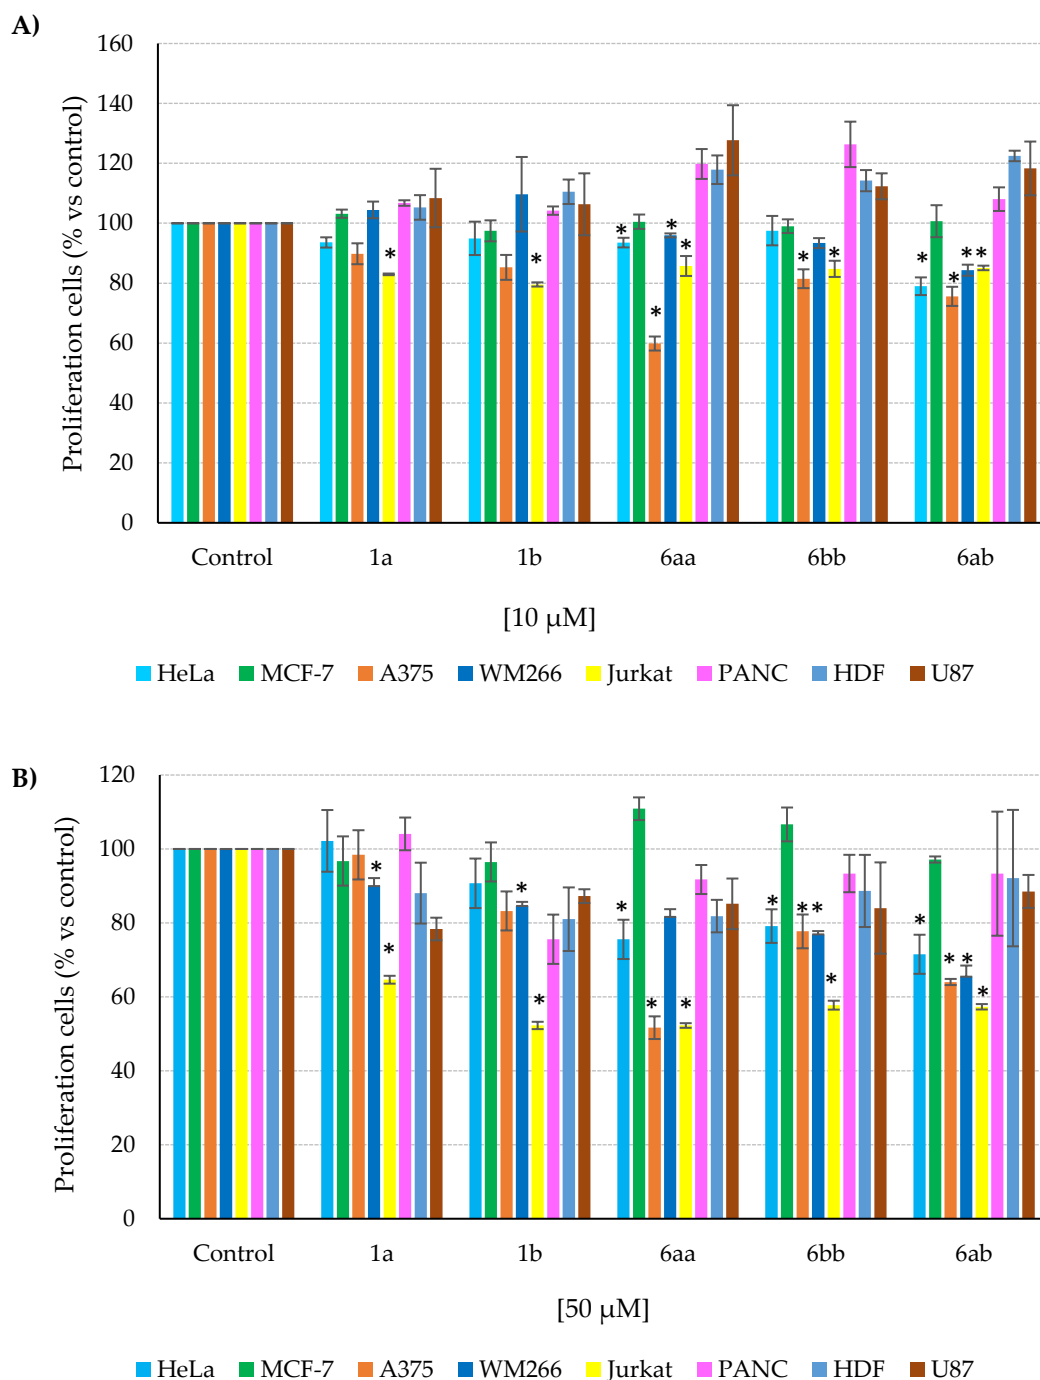 A)
Proliferation cells (% vs control)
160
140
120
100
80
60
40
20
0
* * * * * * * * * * * * *
Control 1a 1b 6aa 6bb 6ab
[10 µM]
HeLa MCF-7 A375 WM266 Jurkat PANC HDF U87
B)
Proliferation cells (% vs control)
120
100
80
60
40
20
0
* * * * * * * * * * * * * * *
Control 1a 1b 6aa 6bb 6ab
[50 µM]
HeLa MCF-7 A375 WM266 Jurkat PANC HDF U87